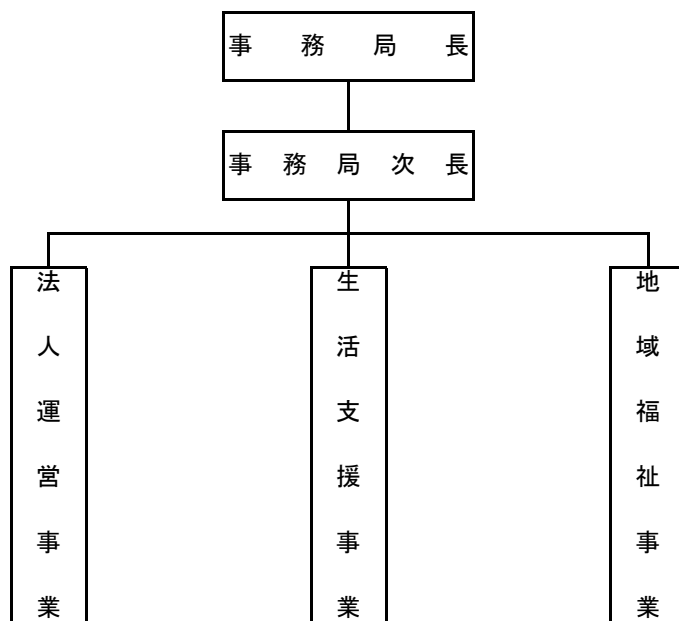 事務局長
事務局次長
法人運営事業
生活支援事業
地域福祉事業